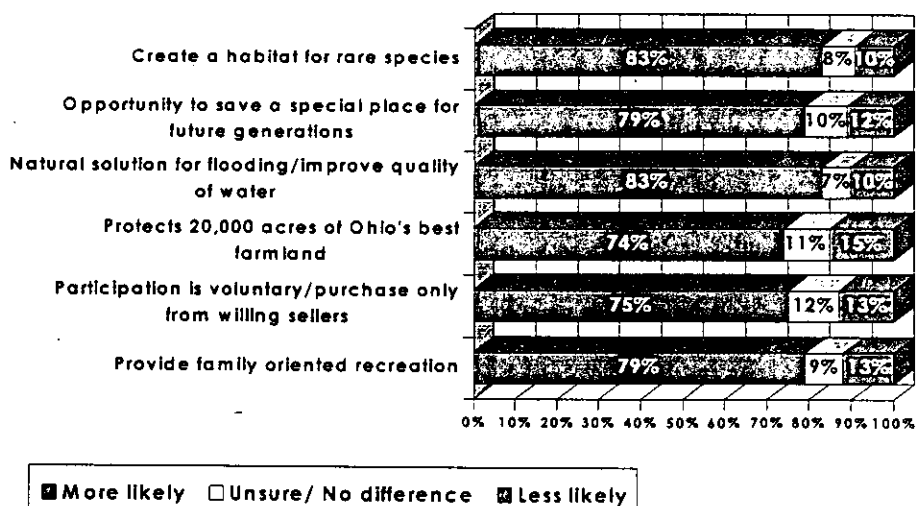 Create a habitat for rare species
83% 8% 10%
Opportunity to save a special place for
future generations
79% 10% 12%
Natural solution for flooding/improve quality
of water
83% 7% 10%
Protects 20,000 acres of Ohio's best
farmland
74% 11% 15%
Participation is voluntary/purchase only
from willing sellers
75% 12% 13%
Provide family oriented recreation
79% 9% 13%
0% 10% 20% 30% 40% 50% 60% 70% 80% 90% 100%
More likely Unsure/ No difference Less likely